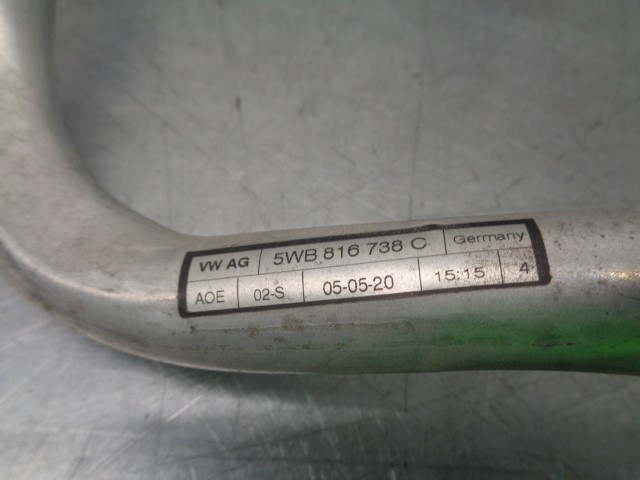 VW AG 5WB 816 738 C Germany
AOE 02-S 05-05-20 15:15 4